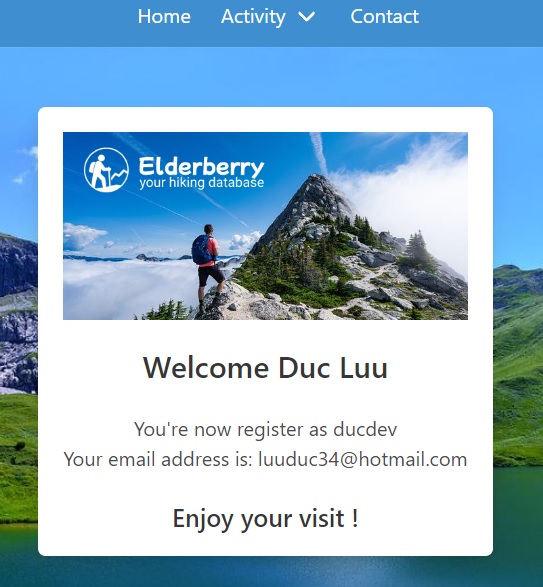 Home Activity Contact
Elderberry
your hiking database
Welcome Duc Luu
You're now register as ducdev
Your email address is: luuduc34@hotmail.com
Enjoy your visit !